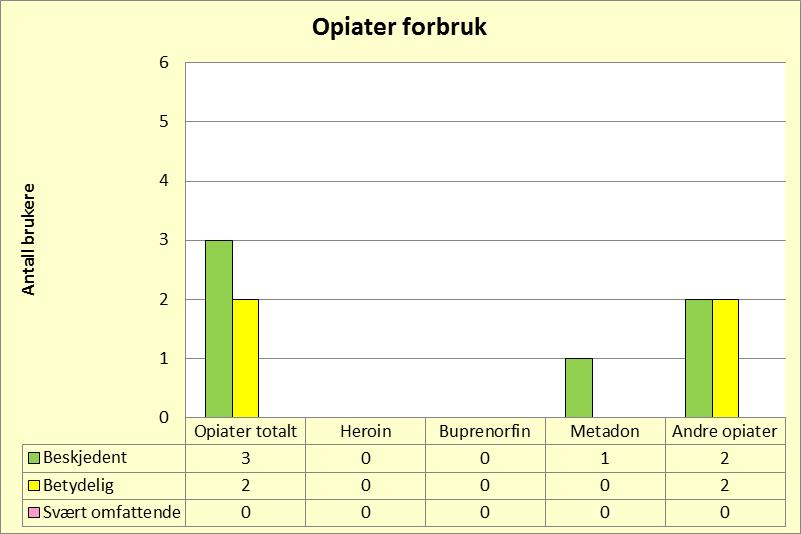 Opiater forbruk
6
5
4
3
2
1
0
Antall brukere
Opiater totalt Heroin Buprenorfin Metadon Andre opiater
Beskjedent 3 0 0 1 2
Betydelig 2 0 0 0 2
Svært omfattende 0 0 0 0 0